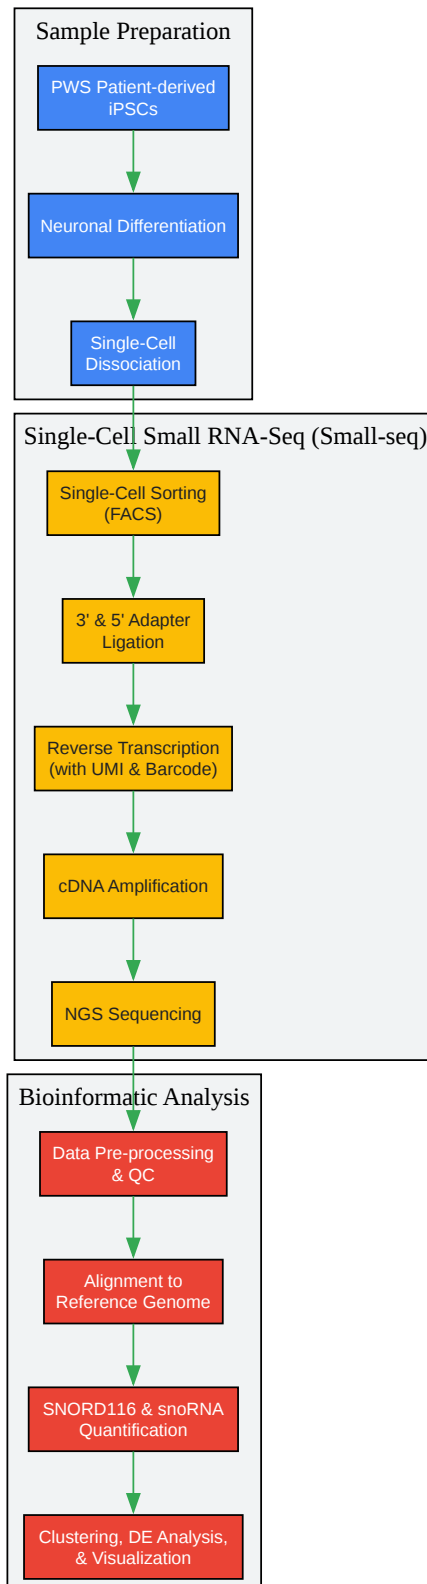 Sample Preparation
PWS Patient-derived
iPSCs
Neuronal Differentiation
Single-Cell
Dissociation
Single-Cell Small RNA-Seq (Small-seq)
Single-Cell Sorting
(FACS)
3' & 5' Adapter
Ligation
Reverse Transcription
(with UMI & Barcode)
cDNA Amplification
NGS Sequencing
Bioinformatic Analysis
Data Pre-processing
& QC
Alignment to
Reference Genome
SNORD116 & snoRNA
Quantification
Clustering, DE Analysis,
& Visualization